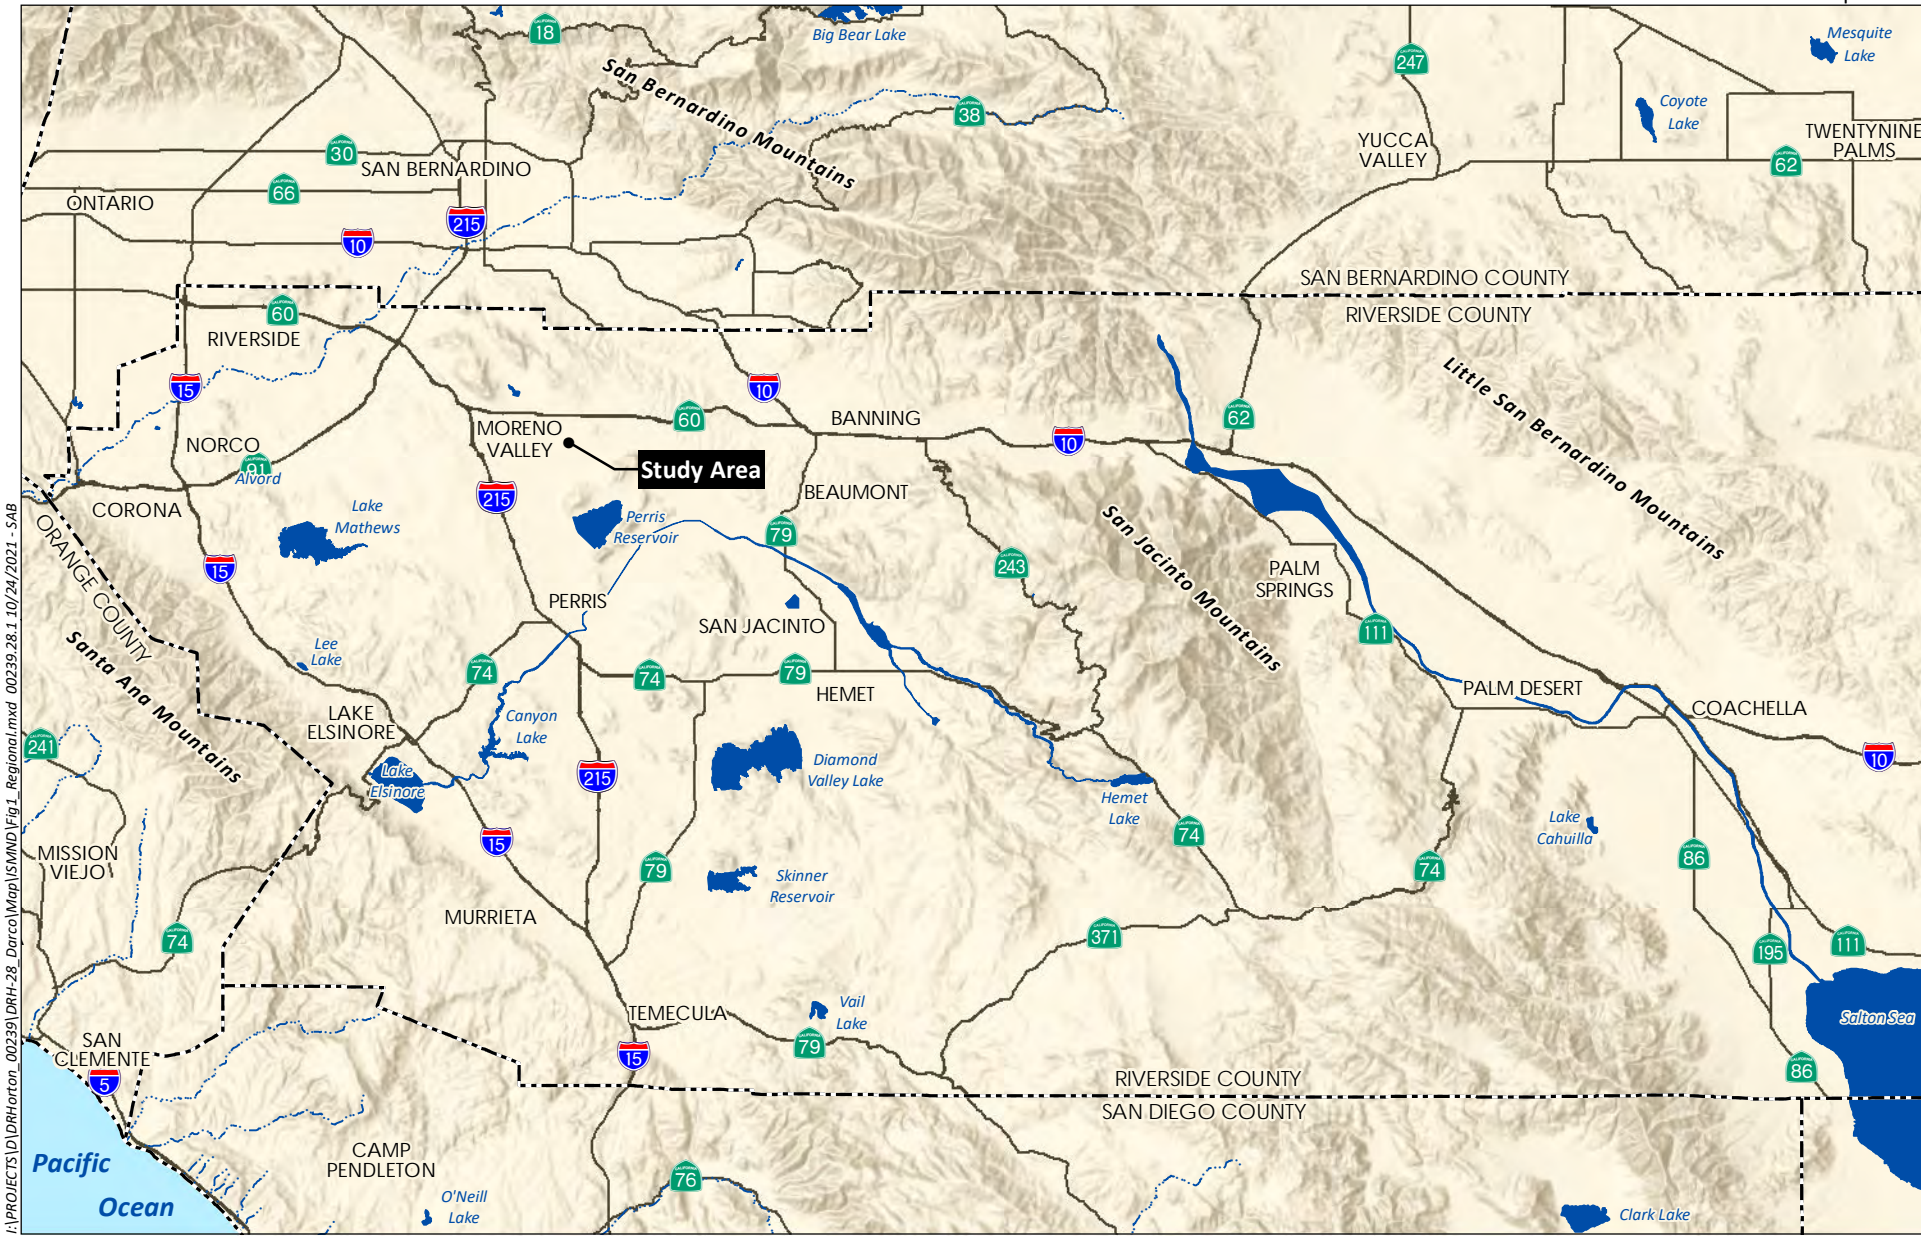 18
Big Bear Lake
247
Mesquite
Lake
San Bernardino Mountains
38
Coyote
Lake
YUCCA
VALLEY
TWENTYNINE
PALMS
62
30
SAN BERNARDINO
66
ONTARIO
215
10
SAN BERNARDINO COUNTY
RIVERSIDE COUNTY
60
RIVERSIDE
15
10
Little San Bernardino Mountains
60
BANNING
62
MORENO
VALLEY
10
NORCO
91
Alvord
Study Area
215
BEAUMONT
CORONA
Lake
Mathews
Perris
Reservoir
79
San Jacinto Mountains
ORANGE COUNTY
15
243
PALM
SPRINGS
PERRIS
SAN JACINTO
111
Santa Ana Mountains
Lee
Lake
74
74
79
HEMET
PALM DESERT
COACHELLA
LAKE
ELSINORE
Canyon
Lake
241
Lake
Elsinore
215
Diamond
Valley Lake
10
Hemet
Lake
74
Lake
Cahuilla
15
MISSION
VIEJO
79
Skinner
Reservoir
74
86
MURRIETA
74
371
195
111
TEMECULA
Vail
Lake
Salton Sea
SAN
CLEMENTE
79
15
5
86
RIVERSIDE COUNTY
SAN DIEGO COUNTY
Pacific
Ocean
CAMP
PENDLETON
76
O'Neill
Lake
Clark Lake
I:\PROJECTS\D\DRHorton_00239\DRH-28_Darco\Map\ISMND\Fig1_Regional.mxd 00239.28.1 10/24/2021 - SAB